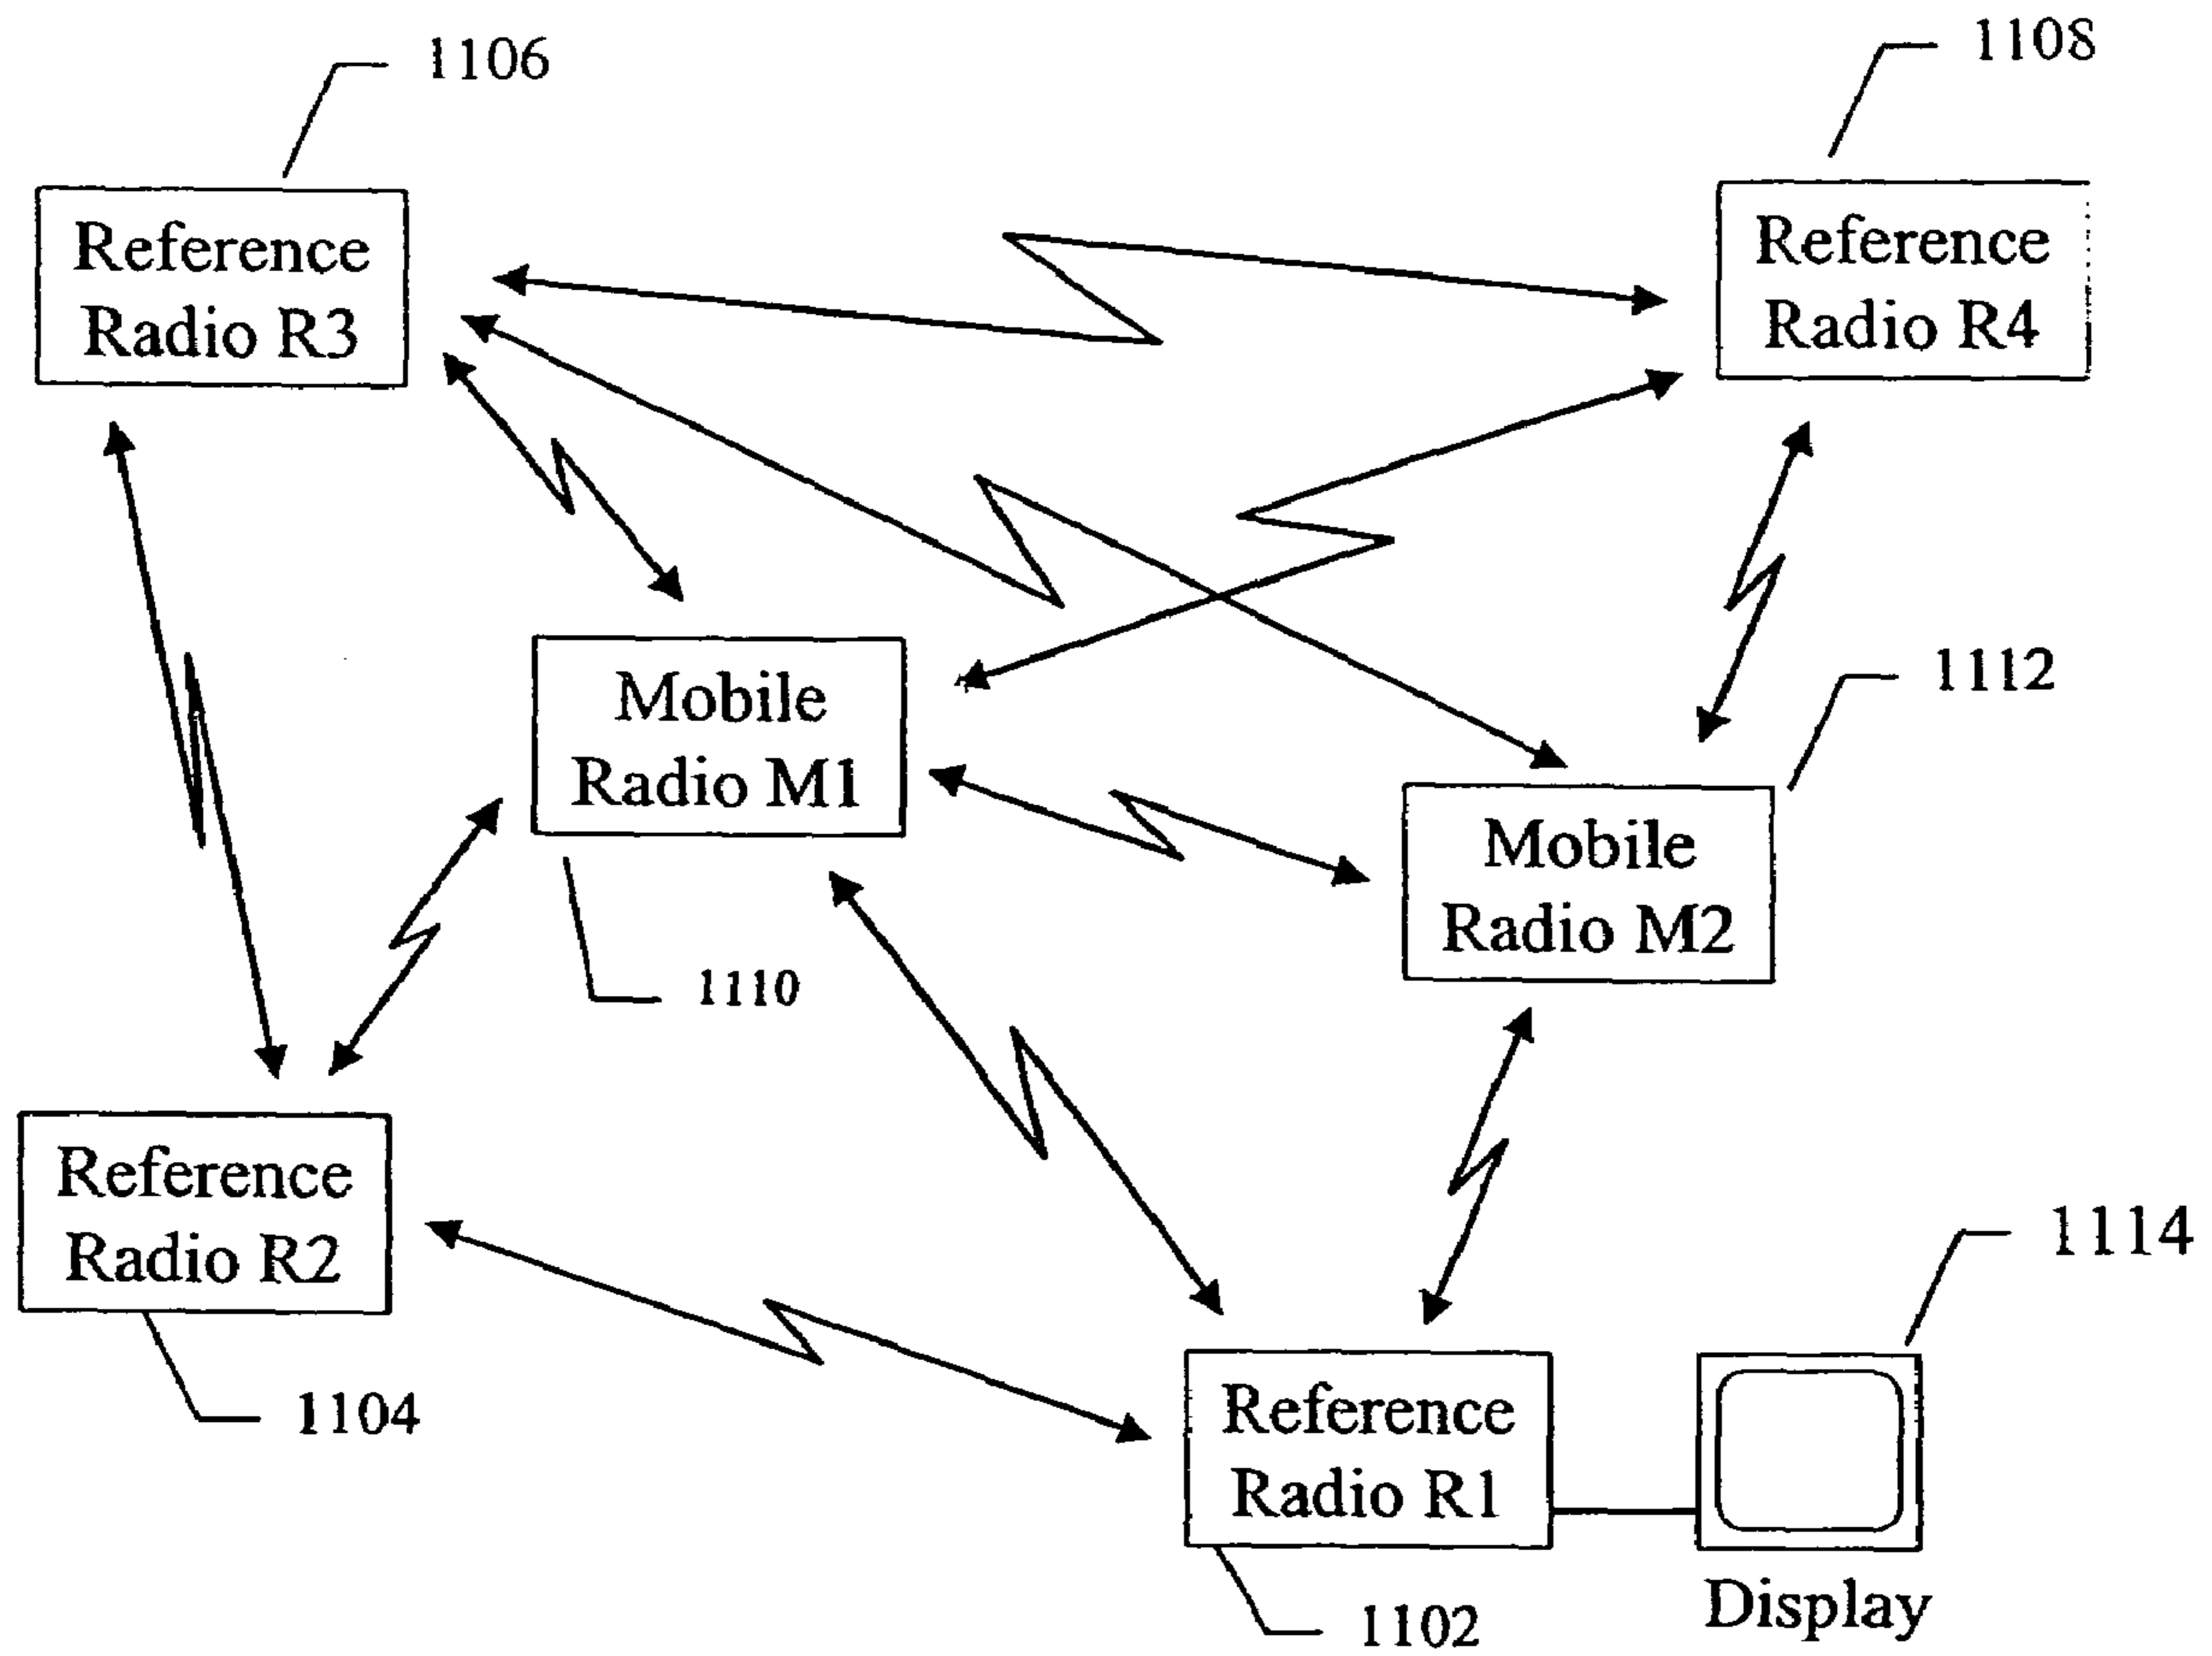 1106
1108
Reference
Radio R3
Reference
Radio R4
Mobile
Radio M1
1112
Mobile
Radio M2
1110
Reference
Radio R2
1114
1104
Reference
Radio R1
Display
1102